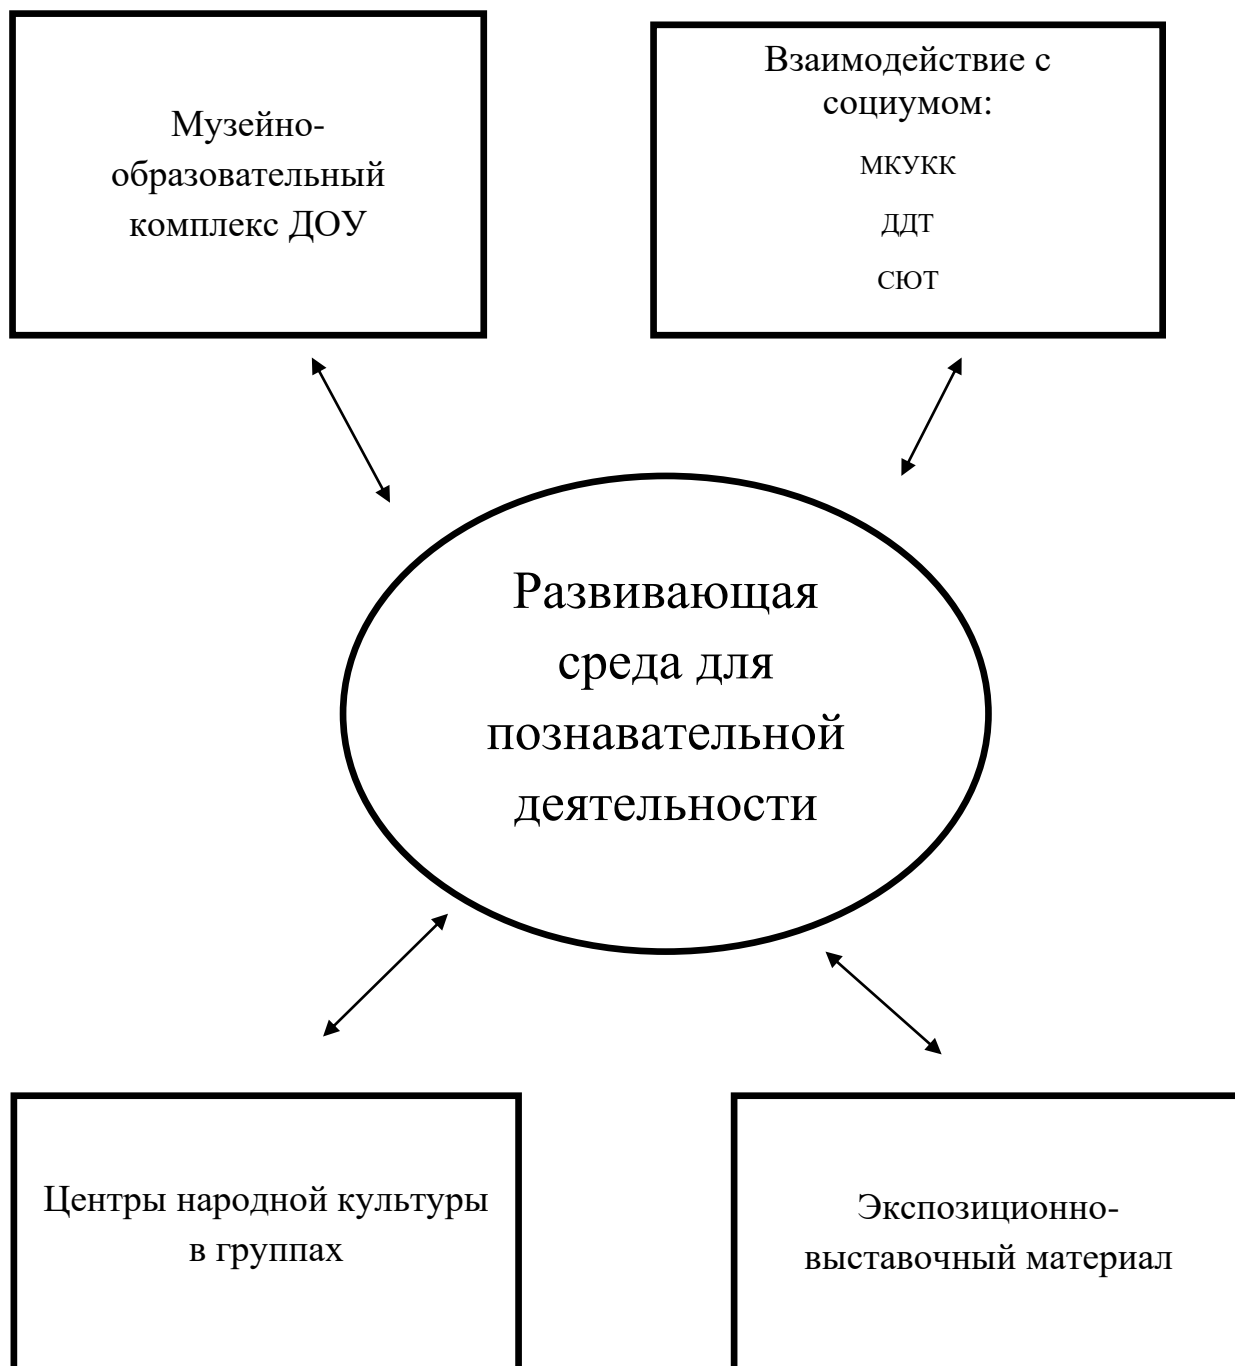 Музейно-
образовательный
комплекс ДОУ
Взаимодействие с
социумом:
МКУКК
ДДТ
СЮТ
Развивающая
среда для
познавательной
деятельности
Центры народной культуры
в группах
Экспозиционно-
выставочный материал